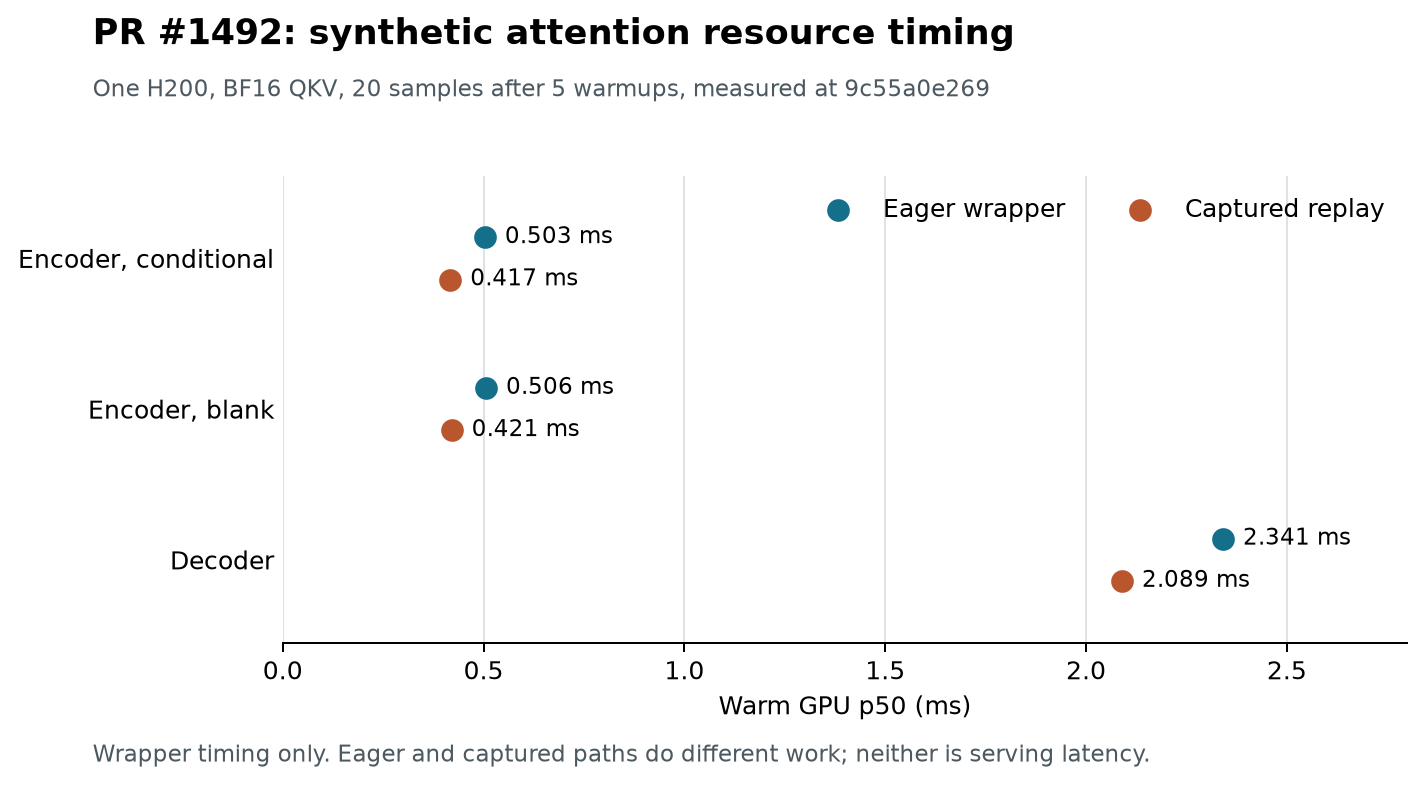 PR #1492: synthetic attention resource timing
One H200, BF16 QKV, 20 samples after 5 warmups, measured at 9c55a0e269
Eager wrapper
Captured replay
Encoder, conditional
0.503 ms
0.417 ms
Encoder, blank
0.506 ms
0.421 ms
Decoder
2.341 ms
2.089 ms
0.0 0.5 1.0 1.5 2.0 2.5
Warm GPU p50 (ms)
Wrapper timing only. Eager and captured paths do different work; neither is serving latency.